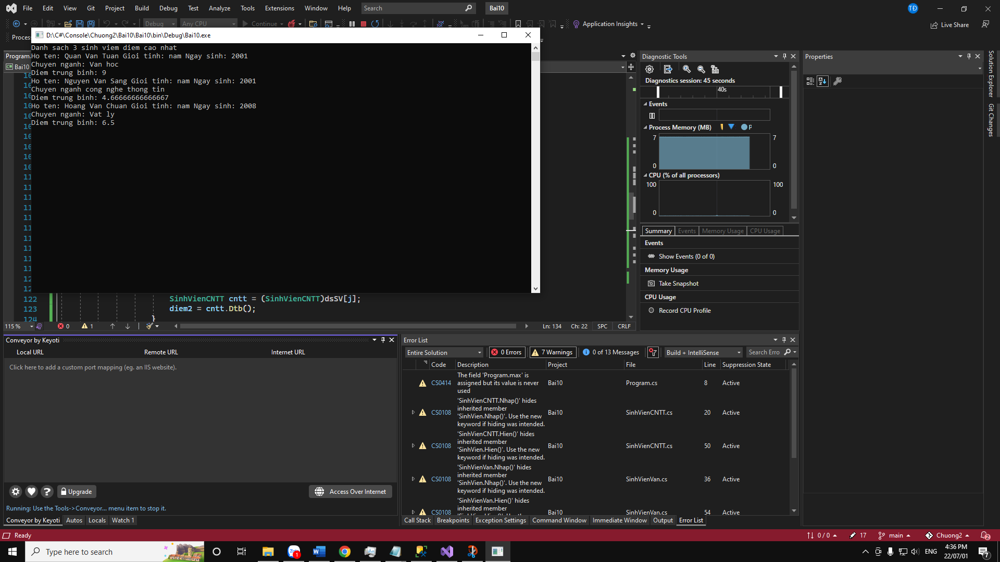 File Edit View Git Project Build Debug Test Analyze Tools Extensions Window Help Search Bai10 TĐ
Debug Any CPU Continue Application Insights Live Share
Process
D:\C#\Console\Chuong2\Bai10\Bai10\bin\Debug\Bai10.exe
Danh sach 3 sinh viem diem cao nhat
Ho ten: Quan Van Tuan Gioi tinh: nam Ngay sinh: 2001
Chuyen nganh: Van hoc
Diem trung binh: 9
Ho ten: Nguyen Van Sang Gioi tinh: nam Ngay sinh: 2001
Chuyen nganh cong nghe thong tin
Diem trung binh: 4.66666666666667
Ho ten: Hoang Van Chuan Gioi tinh: nam Ngay sinh: 2008
Chuyen nganh: Vat ly
Diem trung binh: 6.5
Program.
C# Bai10
122 SinhVienCNTT cntt = (SinhVienCNTT)dsSV[j];
123 diem2 = cntt.Dtb();
124 }
115 % 0 1 Ln: 134 Ch: 22 SPC CRLF
Diagnostic Tools
Diagnostics session: 45 seconds
40s
Events
Process Memory (MB) P
7 7
0 0
CPU (% of all processors)
100 100
0 0
Summary Events Memory Usage CPU Usage
Events
Show Events (0 of 0)
Memory Usage
Take Snapshot
CPU Usage
Record CPU Profile
Properties
Solution Explorer
Git Changes
Conveyor by Keyoti
Local URL Remote URL Internet URL
Click here to add a custom port mapping (eg. an IIS website).
Upgrade Access Over Internet
Running: Use the Tools->Conveyor... menu item to stop it.
Conveyor by Keyoti Autos Locals Watch 1
Error List
Entire Solution 0 Errors 7 Warnings 0 of 13 Messages Build + IntelliSense Search Erro
Code Description Project File Line Suppression State
CS0414 The field 'Program.max' is assigned but its value is never used Bai10 Program.cs 8 Active
CS0108 'SinhVienCNTT.Nhap()' hides inherited member 'SinhVien.Nhap()'. Use the new keyword if hiding was intended. Bai10 SinhVienCNTT.cs 20 Active
CS0108 'SinhVienCNTT.Hien()' hides inherited member 'SinhVien.Hien()'. Use the new keyword if hiding was intended. Bai10 SinhVienCNTT.cs 50 Active
CS0108 'SinhVienVan.Nhap()' hides inherited member 'SinhVien.Nhap()'. Use the new keyword if hiding was intended. Bai10 SinhVienVan.cs 36 Active
CS0108 'SinhVienVan.Hien()' hides inherited member Bai10 SinhVienVan.cs 54 Active
Call Stack Breakpoints Exception Settings Command Window Immediate Window Output Error List
Ready 0 / 0 17 main Chuong2 2
Type here to search Zalo 1 ENG 4:36 PM 22/07/01 7